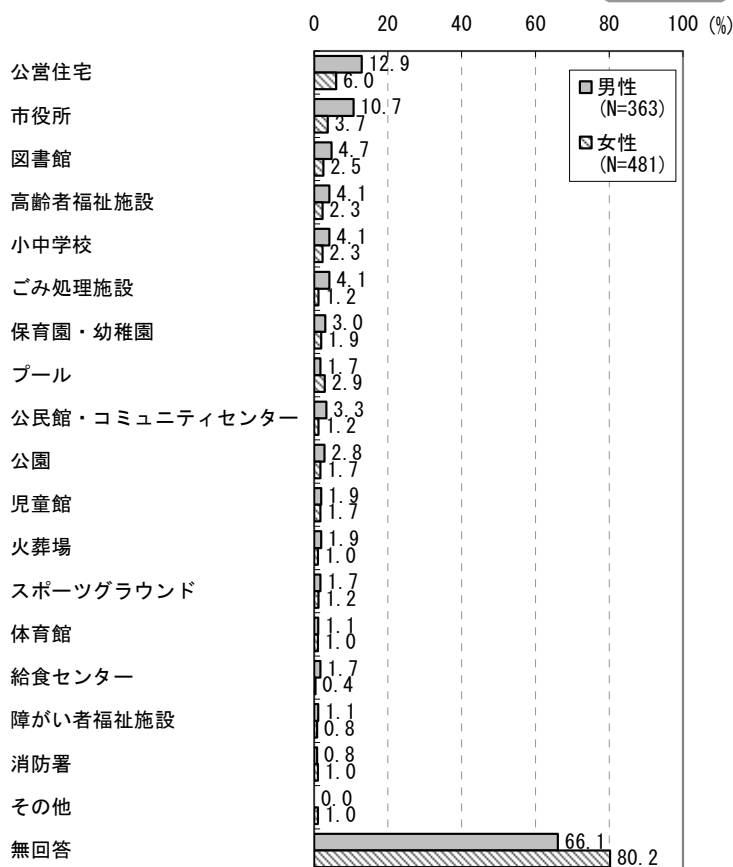 0 20 40 60 80 100 (%)
男性
(N=363)
女性
(N=481)
公営住宅 12.9
6.0
市役所 10.7
3.7
図書館 4.7
2.5
高齢者福祉施設 4.1
2.3
小中学校 4.1
2.3
ごみ処理施設 4.1
1.2
保育園・幼稚園 3.0
1.9
プール 1.7
2.9
公民館・コミュニティセンター 3.3
1.2
公園 2.8
1.7
児童館 1.9
1.7
火葬場 1.9
1.0
スポーツグラウンド 1.7
1.2
体育館 1.1
1.0
給食センター 1.7
0.4
障がい者福祉施設 1.1
0.8
消防署 0.8
1.0
その他 0.0
1.0
無回答 66.1
80.2